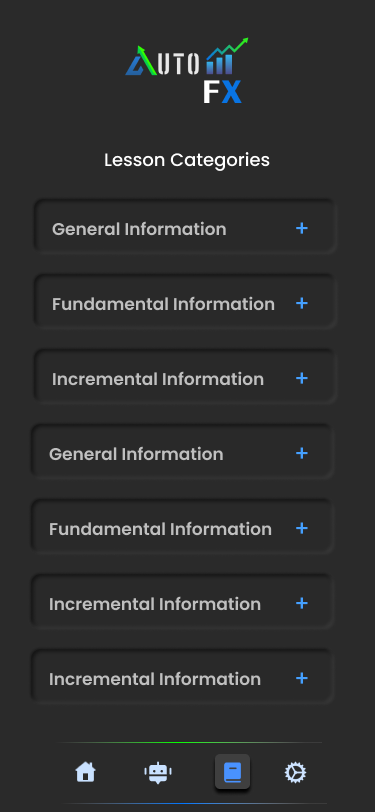 AUTO
FX
Lesson Categories
General Information +
Fundamental Information +
Incremental Information +
General Information +
Fundamental Information +
Incremental Information +
Incremental Information +